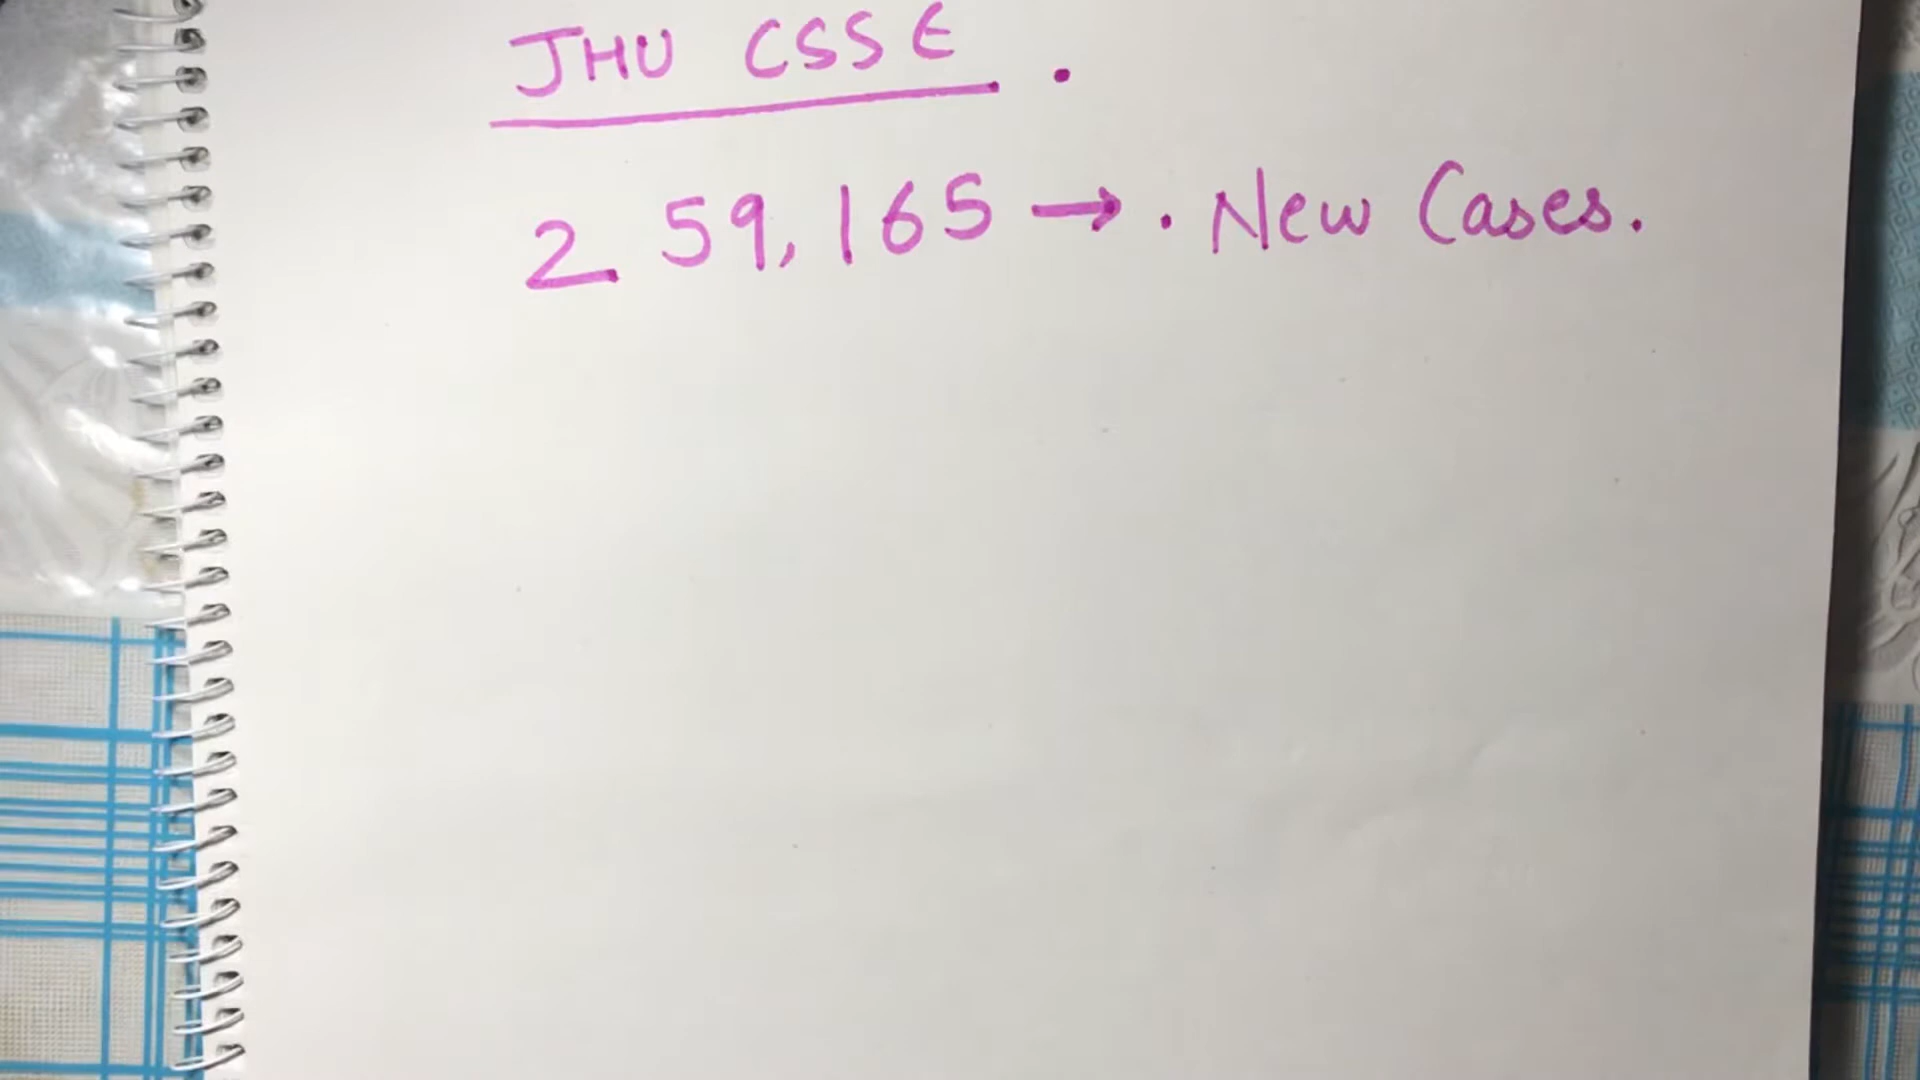 JHU CSSE .
2 59,165 → . New Cases.